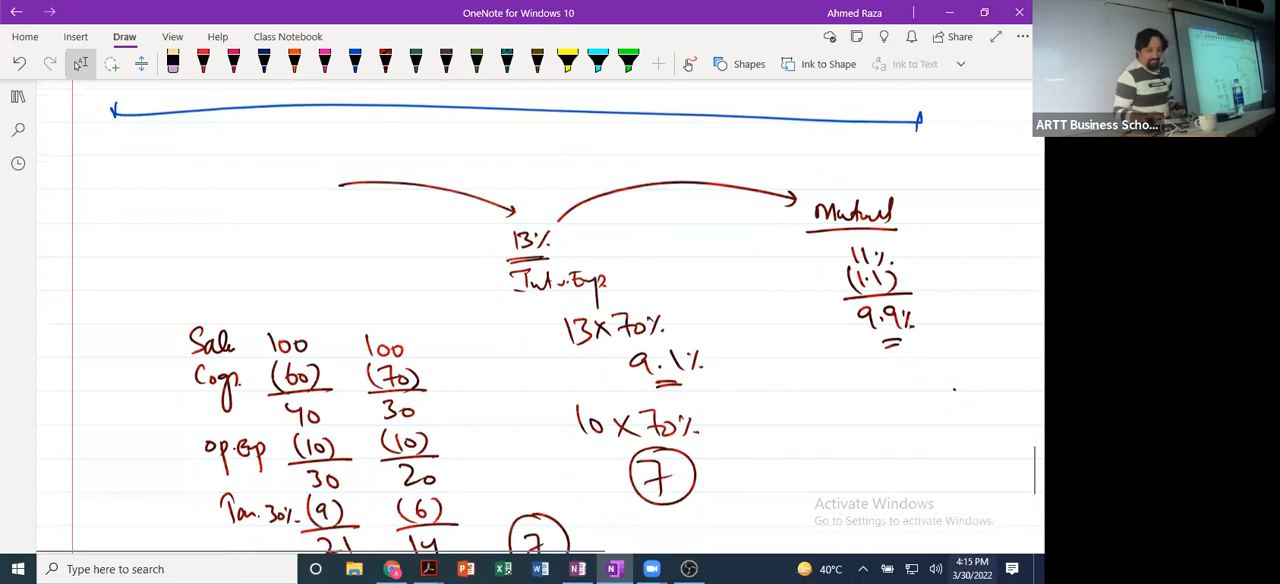 OneNote for Windows 10
Ahmed Raza
Home Insert Draw View Help Class Notebook
Share
Shapes Ink to Shape Ink to Text
ARTT Business Scho...
Mutual
13%
Int. Exp
11%
(1.1)
9.9%
13 x 70%
9.1%
10 x 70%
7
Sale 100 100
Cogs (60) (70)
40 30
Op. Exp (10) (10)
30 20
Tax. 30% (9) (6)
21 14
7
Activate Windows
Go to Settings to activate Windows.
Type here to search
40°C
4:15 PM
3/30/2022